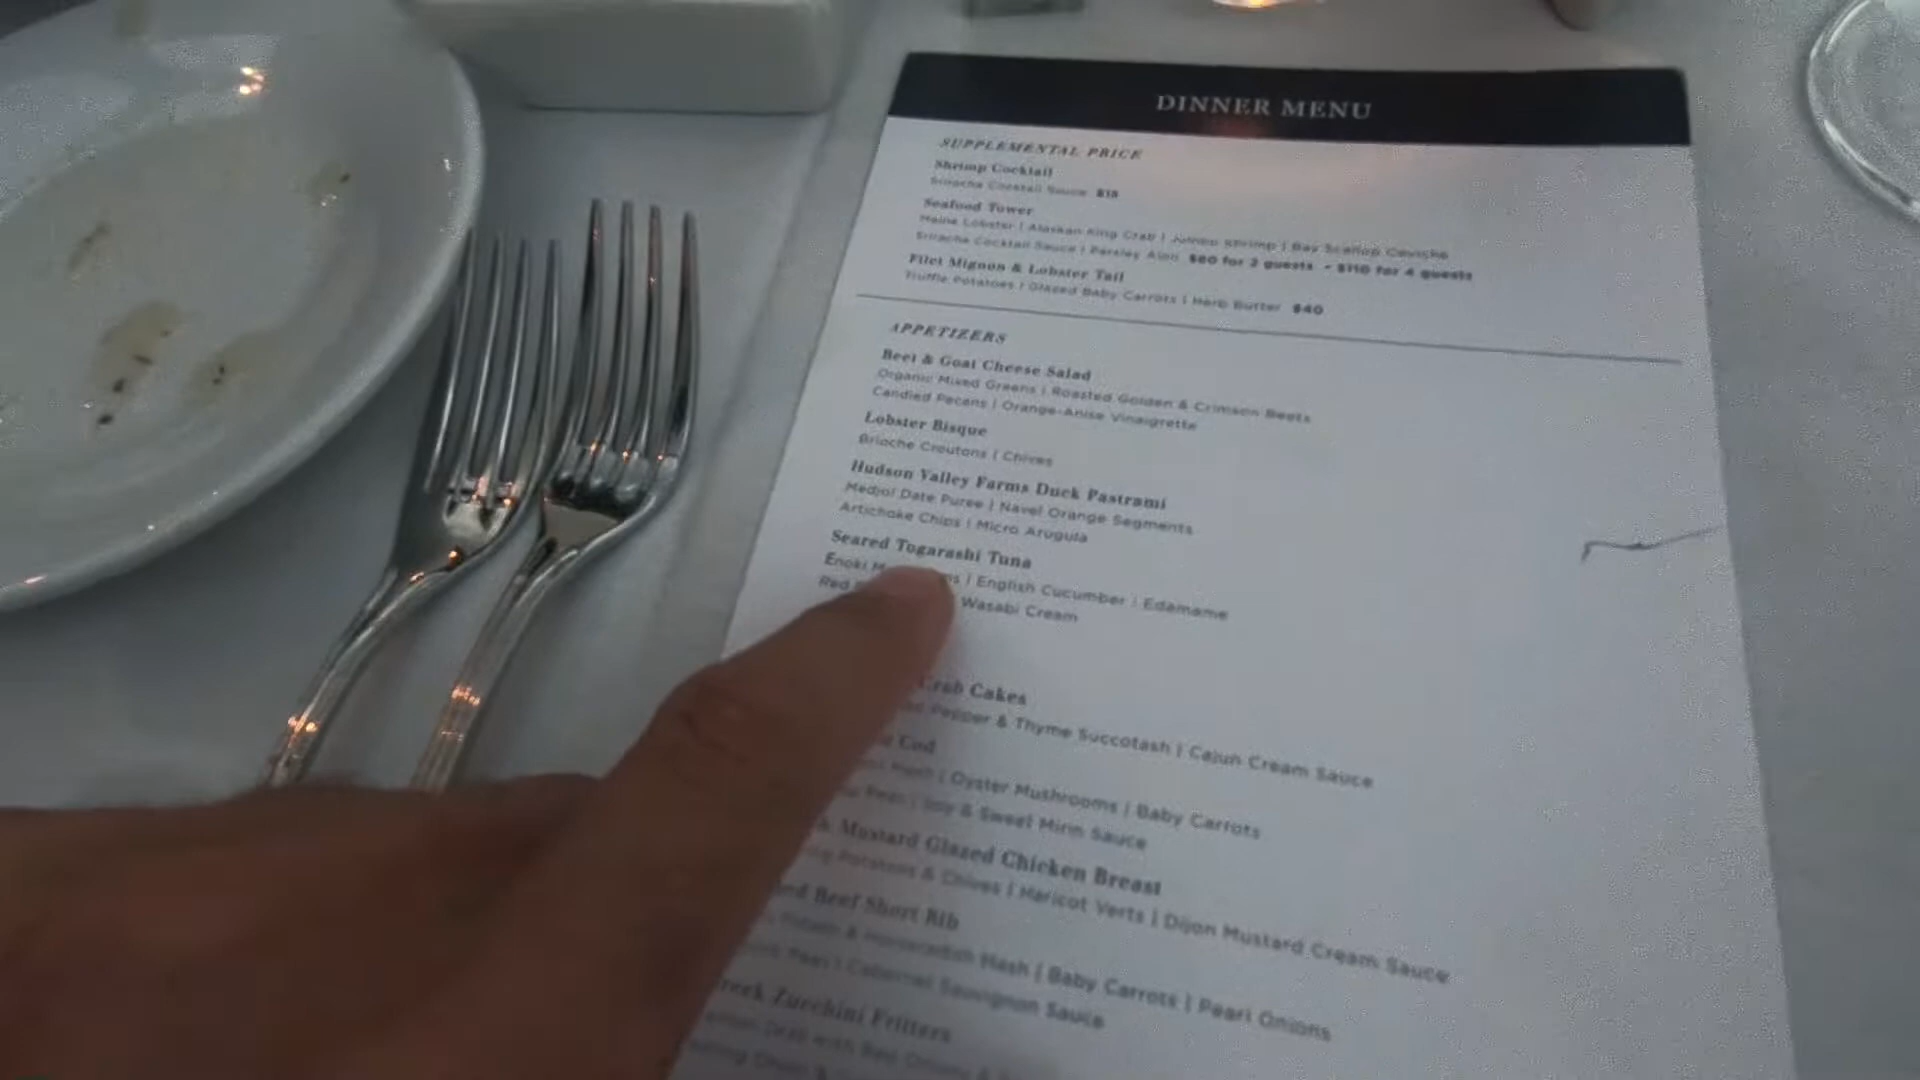 DINNER MENU
SUPPLEMENTAL PRICE
Shrimp Cocktail
Sriracha Cocktail Sauce $18
Seafood Tower
Maine Lobster | Alaskan King Crab | Jumbo Shrimp | Bay Scallop Ceviche
Sriracha Cocktail Sauce | Parsley Aioli $60 for 2 guests - $110 for 4 guests
Filet Mignon & Lobster Tail
Truffle Potatoes | Glazed Baby Carrots | Herb Butter $40
APPETIZERS
Beet & Goat Cheese Salad
Organic Mixed Greens | Roasted Golden & Crimson Beets
Candied Pecans | Orange-Anise Vinaigrette
Lobster Bisque
Brioche Croutons | Chives
Hudson Valley Farms Duck Pastrami
Medjol Date Puree | Navel Orange Segments
Artichoke Chips | Micro Arugula
Seared Togarashi Tuna
Enoki | English Cucumber | Edamame
Red Wasabi Cream
Crab Cakes
Pepper & Thyme Succotash | Cajun Cream Sauce
Cod
| Oyster Mushrooms | Baby Carrots
| Soy & Sweet Mirin Sauce
Mustard Glazed Chicken Breast
Potatoes & Chives | Haricot Verts | Dijon Mustard Cream Sauce
Beef Short Rib
Potato & Horseradish Hash | Baby Carrots | Pearl Onions
| Cabernet Sauvignon Sauce
Zucchini Fritters
with Red